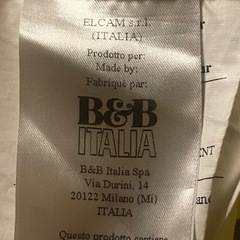 ELCAM s.r.l.
(ITALIA)
Prodotto per:
Made by:
Fabriqué par:
B&B
ITALIA
B&B Italia Spa
Via Durini, 14
20122 Milano (Mi)
ITALIA
Questo prodotto contiene